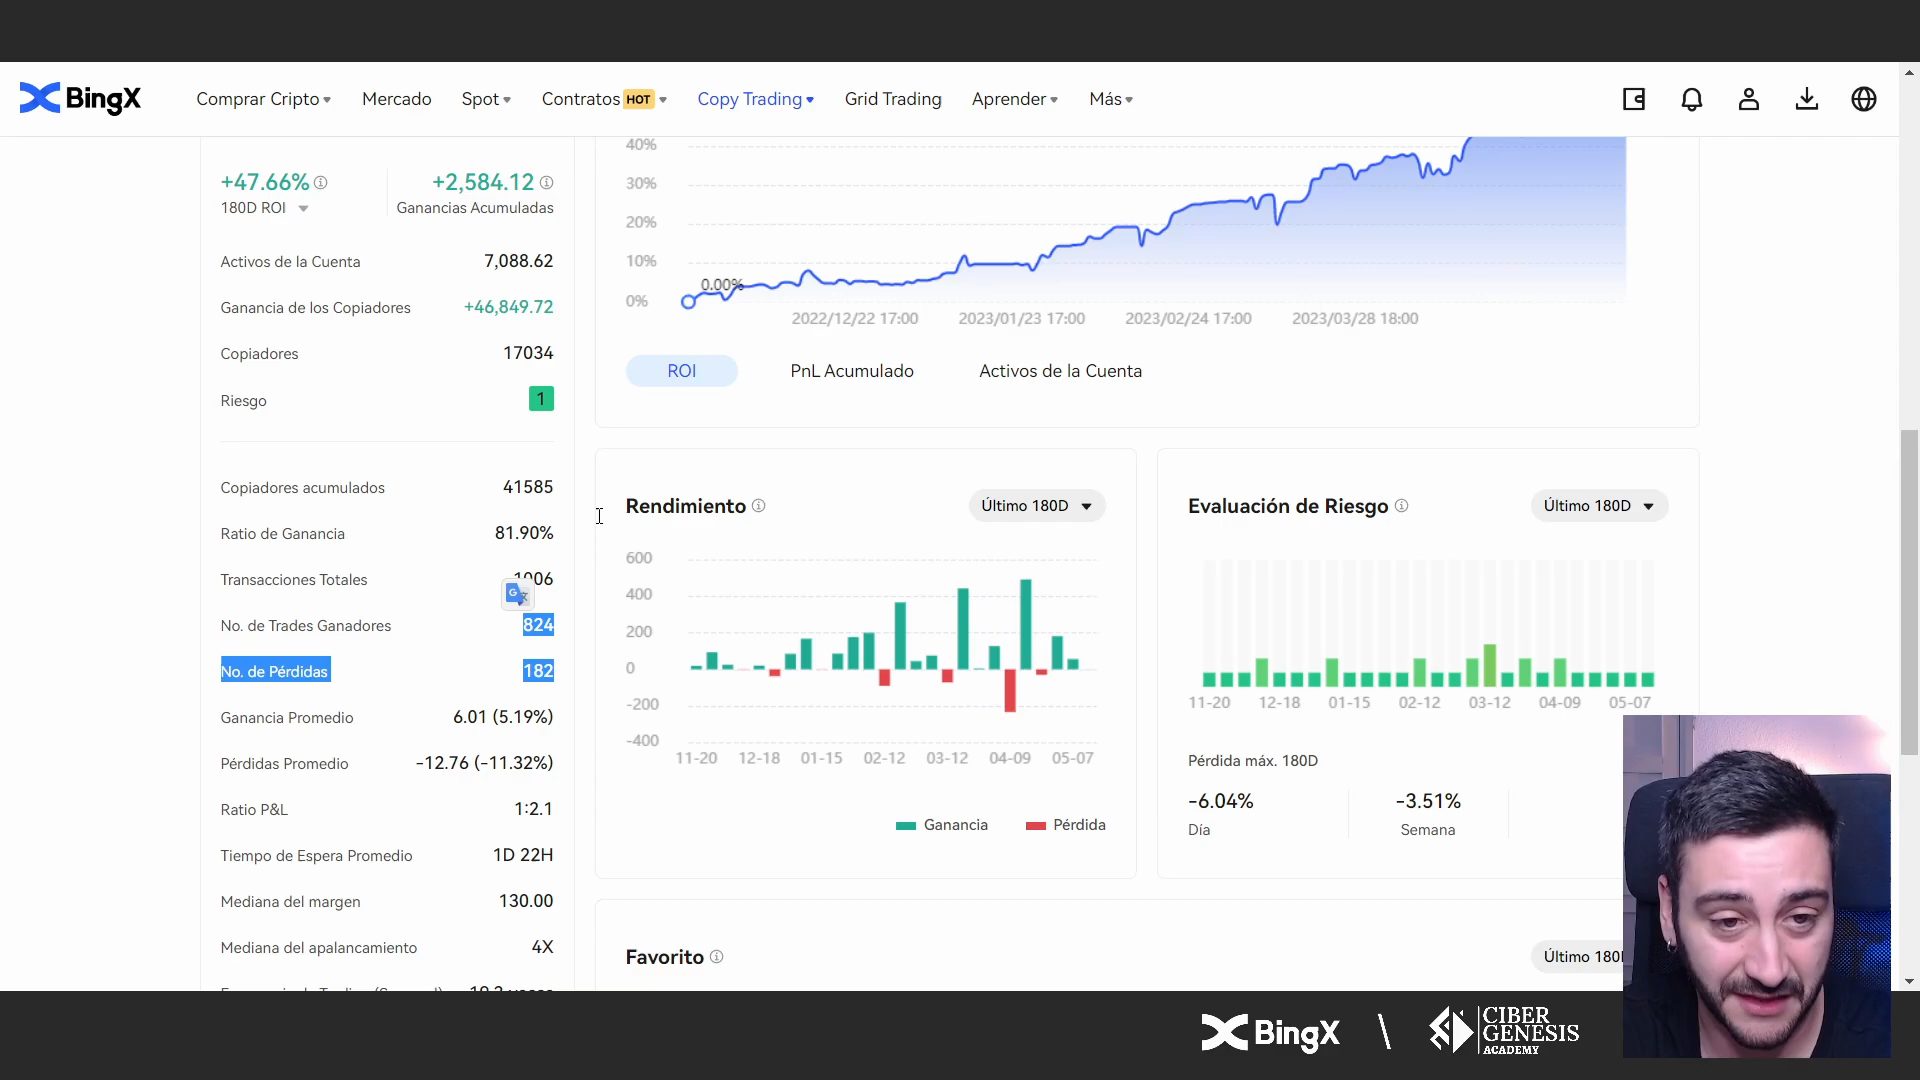 BingX
Comprar Cripto
Mercado
Spot
Contratos HOT
Copy Trading
Grid Trading
Aprender
Más
+47.66%
180D ROI
+2,584.12
Ganancias Acumuladas
Activos de la Cuenta 7,088.62
Ganancia de los Copiadores +46,849.72
Copiadores 17034
Riesgo 1
Copiadores acumulados 41585
Ratio de Ganancia 81.90%
Transacciones Totales 1006
No. de Trades Ganadores 824
No. de Pérdidas 182
Ganancia Promedio 6.01 (5.19%)
Pérdidas Promedio -12.76 (-11.32%)
Ratio P&L 1:2.1
Tiempo de Espera Promedio 1D 22H
Mediana del margen 130.00
Mediana del apalancamiento 4X
40%
30%
20%
10%
0%
0.00%
2022/12/22 17:00 2023/01/23 17:00 2023/02/24 17:00 2023/03/28 18:00
ROI
PnL Acumulado
Activos de la Cuenta
Rendimiento
Último 180D
600
400
200
0
-200
-400
11-20 12-18 01-15 02-12 03-12 04-09 05-07
Ganancia
Pérdida
Evaluación de Riesgo
Último 180D
11-20 12-18 01-15 02-12 03-12 04-09 05-07
Pérdida máx. 180D
-6.04%
Día
-3.51%
Semana
Favorito
Último 180
BingX \ CIBER
GENESIS
ACADEMY